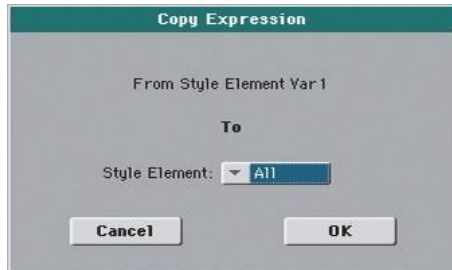 Copy Expression
From Style Element Var1
To
Style Element: All
Cancel OK